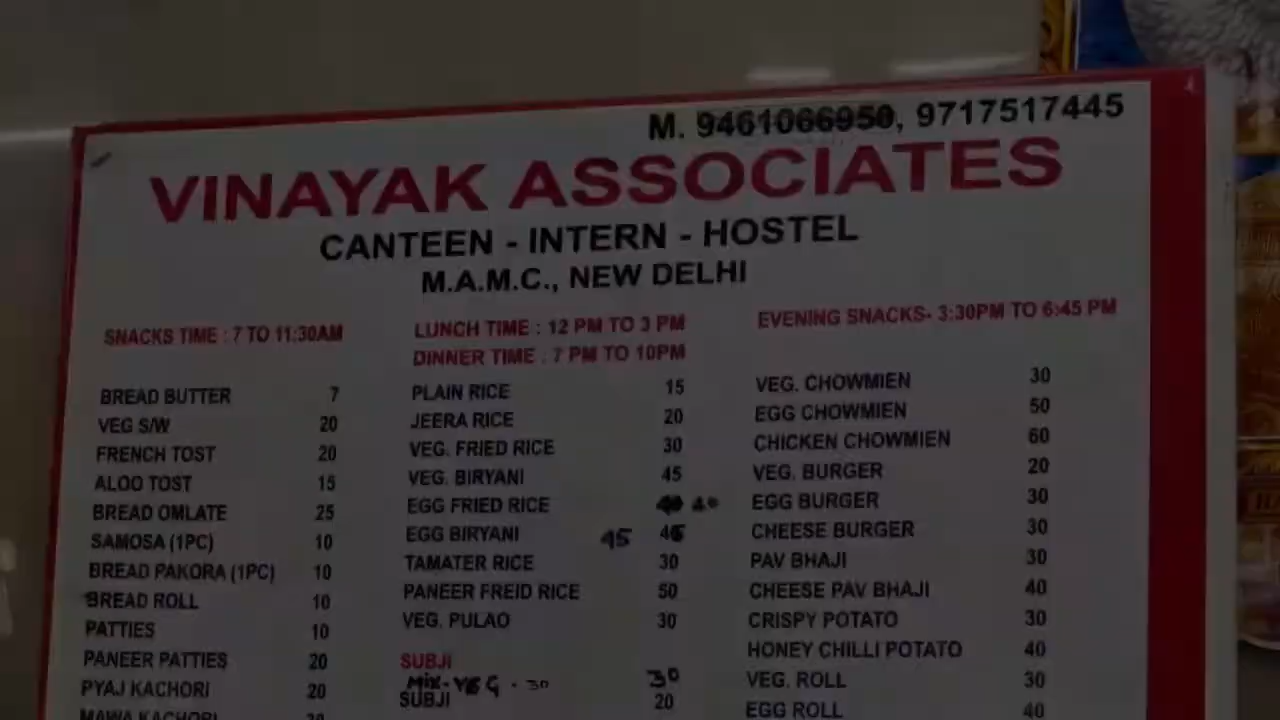 M. 9461066950, 9717517445
VINAYAK ASSOCIATES
CANTEEN - INTERN - HOSTEL
M.A.M.C., NEW DELHI
SNACKS TIME : 7 TO 11:30AM
BREAD BUTTER 7
VEG S/W 20
FRENCH TOST 20
ALOO TOST 15
BREAD OMLATE 25
SAMOSA (1PC) 10
BREAD PAKORA (1PC) 10
BREAD ROLL 10
PATTIES 10
PANEER PATTIES 20
PYAJ KACHORI 20
MAWA KACHORI
LUNCH TIME : 12 PM TO 3 PM
DINNER TIME : 7 PM TO 10PM
PLAIN RICE 15
JEERA RICE 20
VEG. FRIED RICE 30
VEG. BIRYANI 45
EGG FRIED RICE 40
EGG BIRYANI 45 45
TAMATER RICE 30
PANEER FREID RICE 50
VEG. PULAO 30
SUBJI
MIX-VEG - 30 30
SUBJI 20
EVENING SNACKS- 3:30PM TO 6:45 PM
VEG. CHOWMIEN 30
EGG CHOWMIEN 50
CHICKEN CHOWMIEN 60
VEG. BURGER 20
EGG BURGER 30
CHEESE BURGER 30
PAV BHAJI 30
CHEESE PAV BHAJI 40
CRISPY POTATO 30
HONEY CHILLI POTATO 40
VEG. ROLL 30
EGG ROLL 40